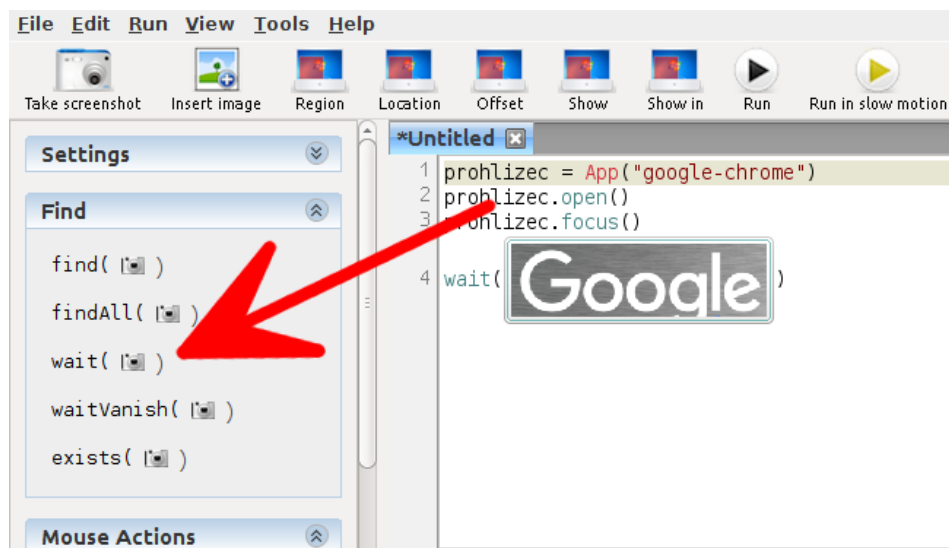 File Edit Run View Tools Help
Take screenshot Insert image Region Location Offset Show Show in Run Run in slow motion
*Untitled
Settings
Find
find( )
findAll( )
wait( )
waitVanish( )
exists( )
Mouse Actions
1 prohlizec = App("google-chrome")
2 prohlizec.open()
3 prohlizec.focus()
4 wait( Google )